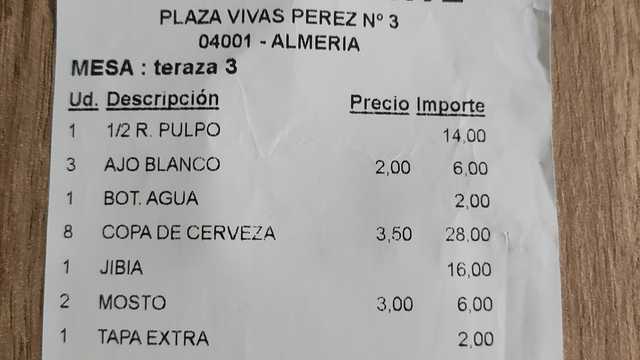 PLAZA VIVAS PEREZ Nº 3
04001 - ALMERIA
MESA : teraza 3
Ud. Descripción Precio Importe
1 1/2 R. PULPO 14,00
3 AJO BLANCO 2,00 6,00
1 BOT. AGUA 2,00
8 COPA DE CERVEZA 3,50 28,00
1 JIBIA 16,00
2 MOSTO 3,00 6,00
1 TAPA EXTRA 2,00